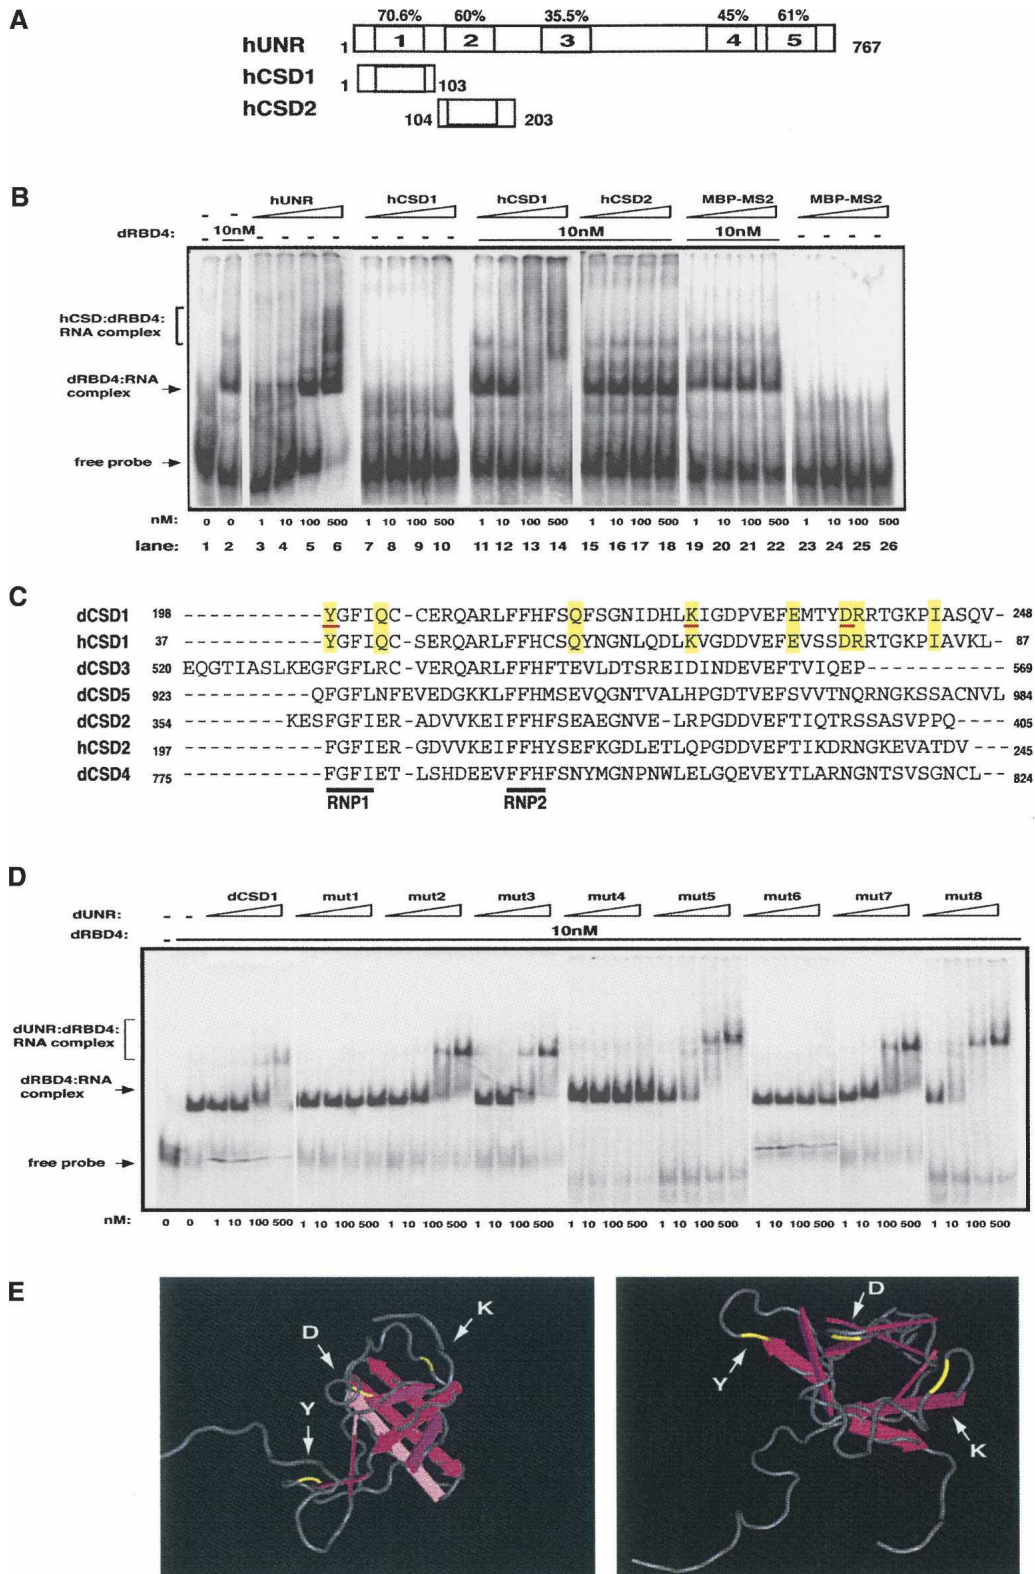 A
70.6% 60% 35.5% 45% 61%
hUNR 1 1 2 3 4 5 767
hCSD1 1 103
hCSD2 104 203
B
hUNR hCSD1 hCSD1 hCSD2 MBP-MS2 MBP-MS2
- -
dRBD4: - 10nM - - - - - - - - 10nM 10nM 10nM - - - -
hCSD:dRBD4:
RNA complex
dRBD4:RNA
complex
free probe
nM: 0 0 1 10 100 500 1 10 100 500 1 10 100 500 1 10 100 500 1 10 100 500 1 10 100 500
lane: 1 2 3 4 5 6 7 8 9 10 11 12 13 14 15 16 17 18 19 20 21 22 23 24 25 26
C
dCSD1 198 ------------YGFIQC-CERQARLFFHFSQFSGNIDHLKIGDPVEFEMTYDRRTGKPIASQV- 248
hCSD1 37 ------------YGFIQC-SERQARLFFHCSQYNGNLQDLKVGDDVEFEVSSDRRTGKPIAVKL- 87
dCSD3 520 EQGTIASLKEGFGFLRC-VERQARLFFHFTEVLDTSREIDINDEVEFTVIQEP------------ 569
dCSD5 923 -----------QFGFLNFEVEDGKKLFFHMSEVQGNTVALHPGDTVEFSVVTNQRNGKSSACNVL 984
dCSD2 354 ---------KESFGFIER-ADVVKEIFFHFSEAEGNVE-LRPGDDVEFTIQTRSSASVPPQ---- 405
hCSD2 197 ------------FGFIER-GDVVKEIFFHYSEFKGDLETLQPGDDVEFTIKDRNGKEVATDV--- 245
dCSD4 775 ------------FGFIET-LSHDEEVFFHFSNYMGNPNWLELGQEVEYTLARNGNTSVSGNCL-- 824
RNP1 RNP2
D
dCSD1 mut1 mut2 mut3 mut4 mut5 mut6 mut7 mut8
dUNR: - -
dRBD4: - 10nM
dUNR:dRBD4:
RNA complex
dRBD4:RNA
complex
free probe
nM: 0 0 1 10 100 500 1 10 100 500 1 10 100 500 1 10 100 500 1 10 100 500 1 10 100 500 1 10 100 500 1 10 100 500 1 10 100 500
E
D K Y
D Y K